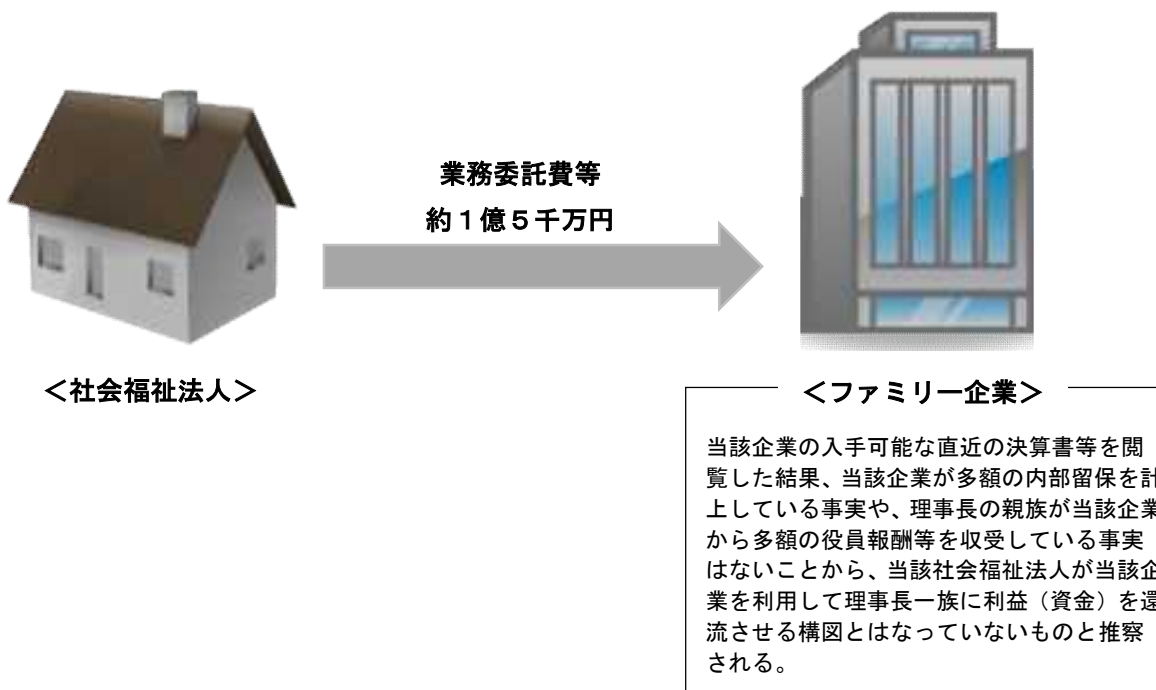 業務委託費等
約１億５千万円
＜社会福祉法人＞
＜ファミリー企業＞
当該企業の入手可能な直近の決算書等を閲
覧した結果、当該企業が多額の内部留保を計
上している事実や、理事長の親族が当該企業
から多額の役員報酬等を収受している事実
はないことから、当該社会福祉法人が当該企
業を利用して理事長一族に利益（資金）を還
流させる構図とはなっていないものと推察
される。